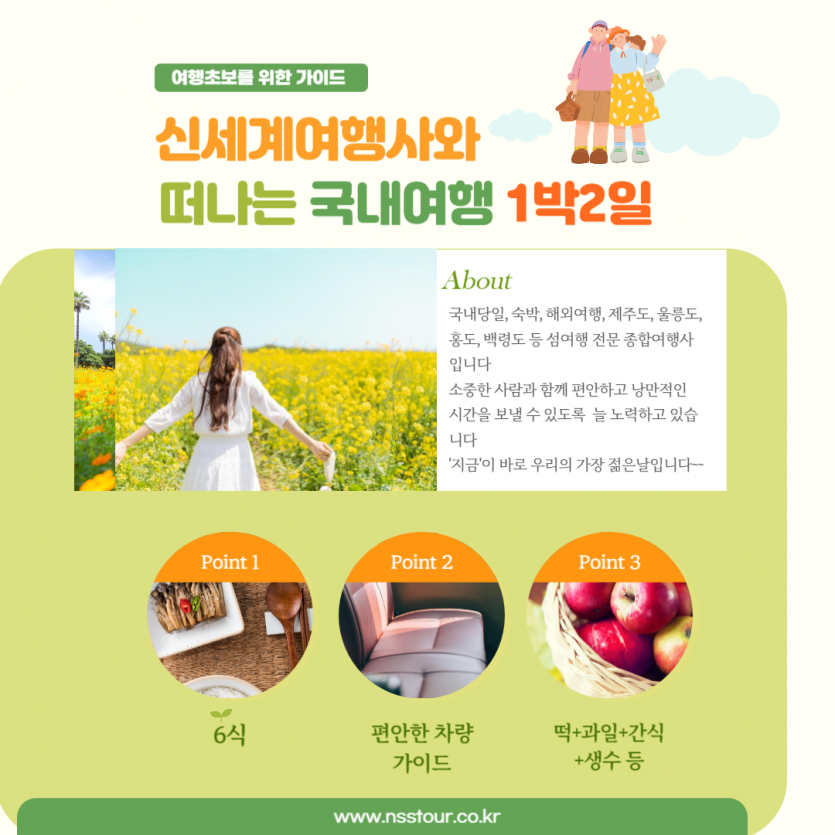 여행초보를 위한 가이드
신세계여행사와
떠나는 국내여행 1박2일
About
국내당일, 숙박, 해외여행, 제주도, 울릉도,
홍도, 백령도 등 섬여행 전문 종합여행사
입니다
소중한 사람과 함께 편안하고 낭만적인
시간을 보낼 수 있도록 늘 노력하고 있습
니다
'지금'이 바로 우리의 가장 젊은날입니다~~
Point 1
Point 2
Point 3
6식
편안한 차량
가이드
떡+과일+간식
+생수 등
www.nsstour.co.kr